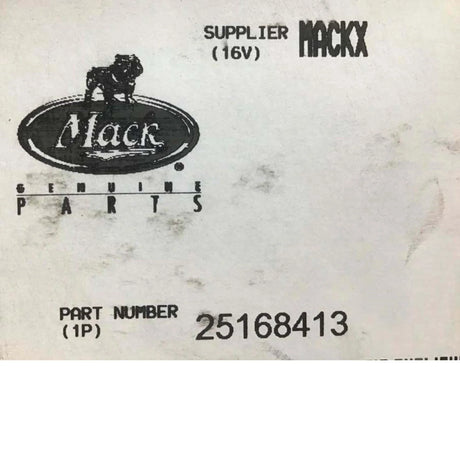 SUPPLIER MACKX
(16V)
Mack
®
GENUINE
PARTS
PART NUMBER 25168413
(1P)